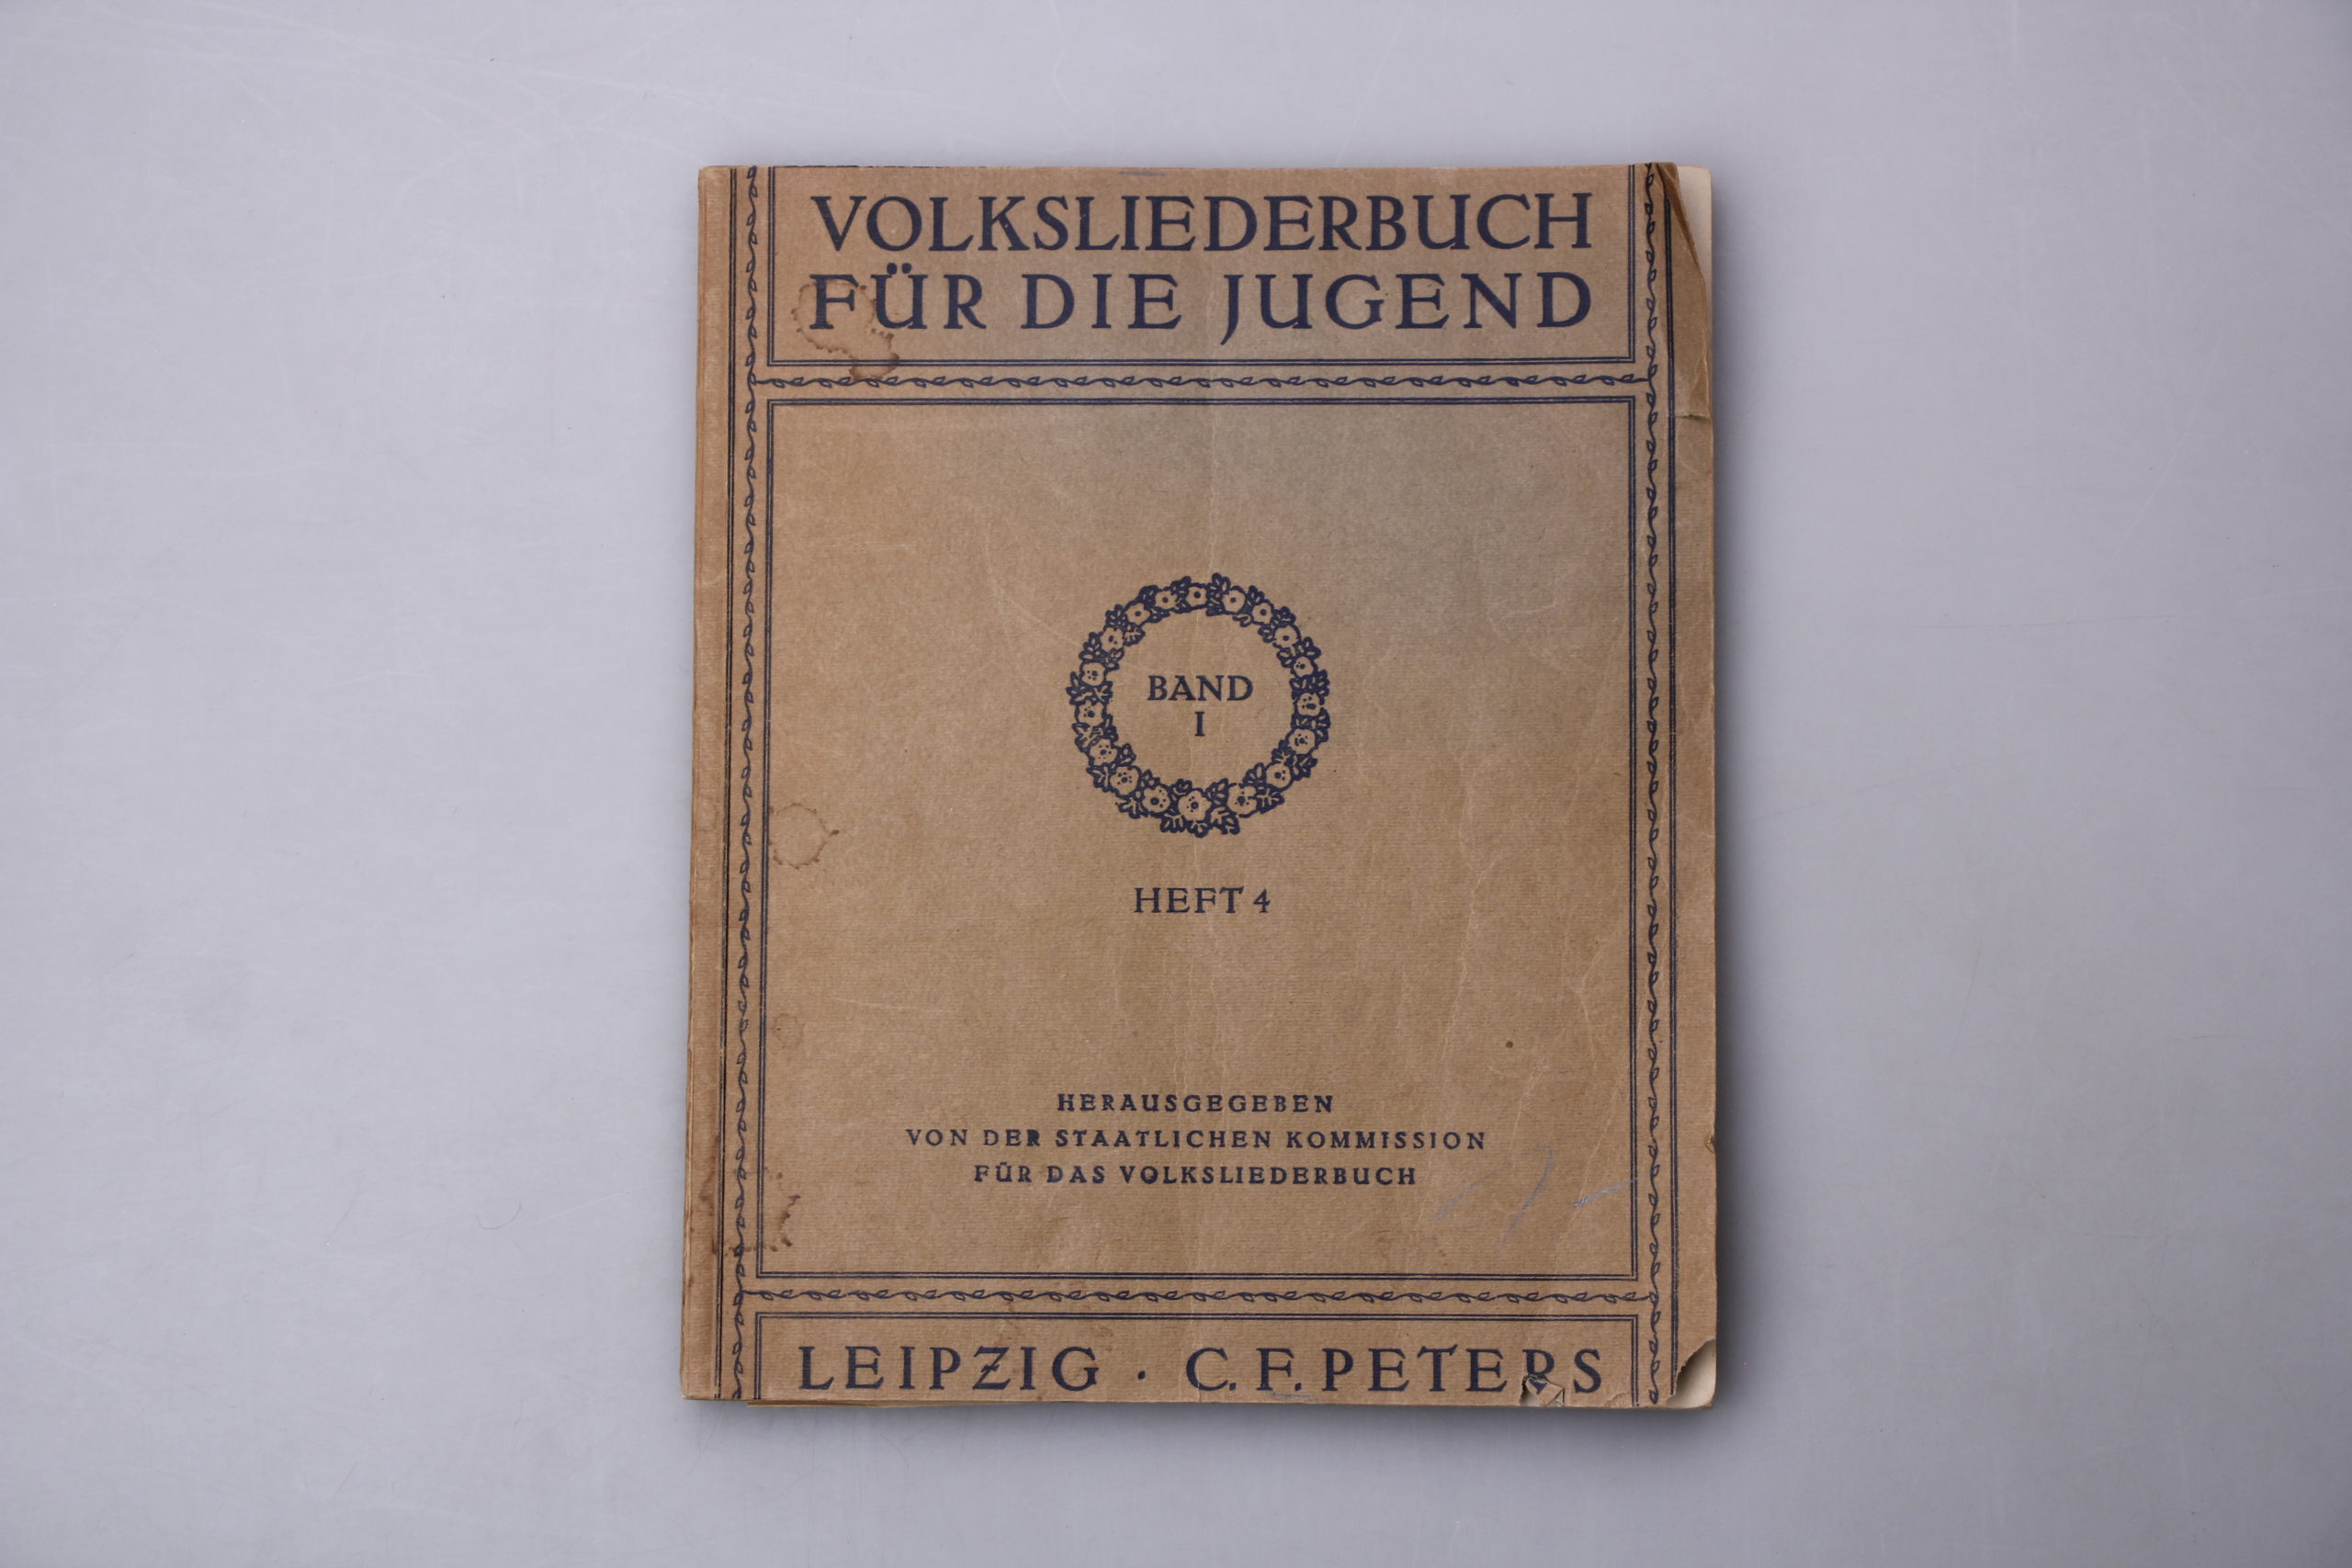 VOLKSLIEDERBUCH
FÜR DIE JUGEND
BAND
I
HEFT 4
HERAUSGEGEBEN
VON DER STAATLICHEN KOMMISSION
FÜR DAS VOLKSLIEDERBUCH
LEIPZIG · C. F. PETERS